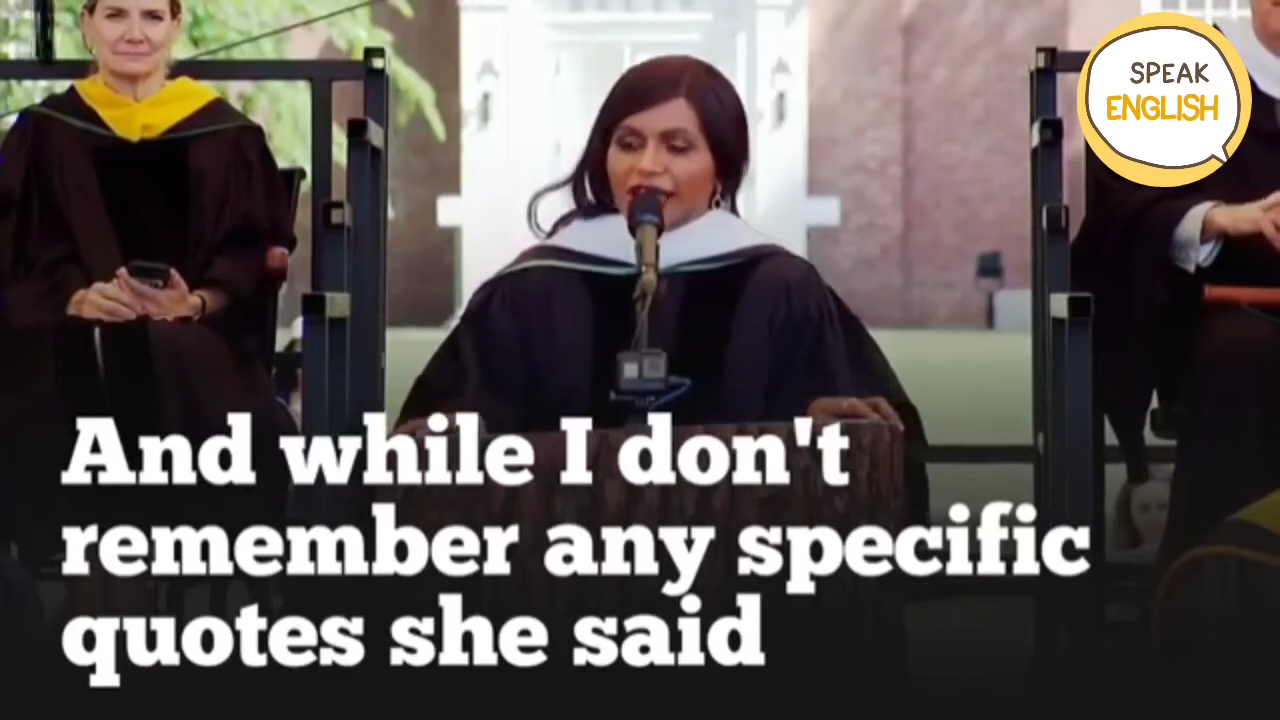 SPEAK
ENGLISH
And while I don't
remember any specific
quotes she said